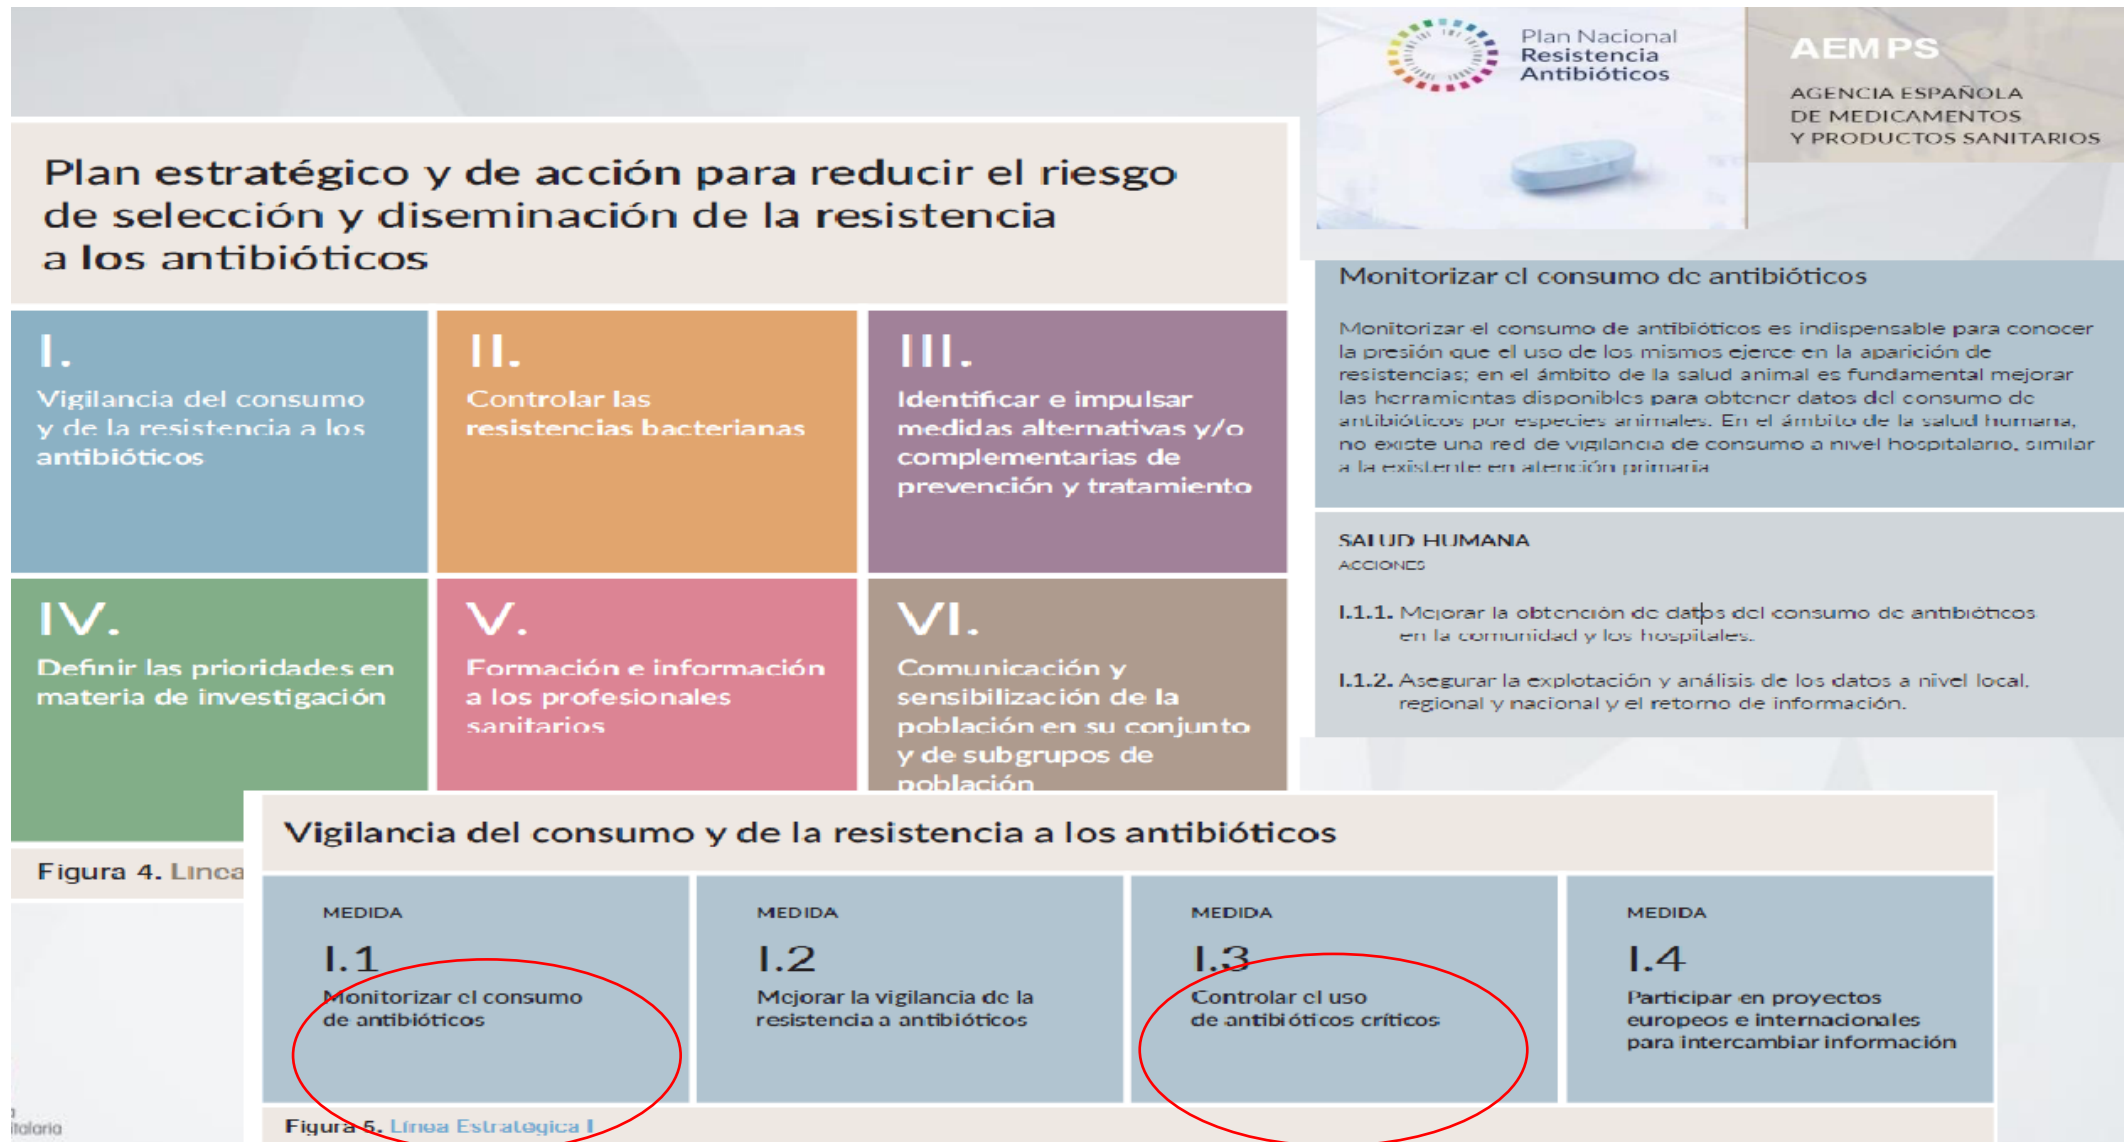 Plan Nacional
Resistencia
Antibióticos
AEMPS
AGENCIA ESPAÑOLA
DE MEDICAMENTOS
Y PRODUCTOS SANITARIOS
Plan estratégico y de acción para reducir el riesgo
de selección y diseminación de la resistencia
a los antibióticos
I.
Vigilancia del consumo
y de la resistencia a los
antibióticos
II.
Controlar las
resistencias bacterianas
III.
Identificar e impulsar
medidas alternativas y/o
complementarias de
prevención y tratamiento
IV.
Definir las prioridades en
materia de investigación
V.
Formación e información
a los profesionales
sanitarios
VI.
Comunicación y
sensibilización de la
población en su conjunto
y de subgrupos de
población
Figura 4. Línea
Monitorizar el consumo de antibióticos
Monitorizar el consumo de antibióticos es indispensable para conocer
la presión que el uso de los mismos ejerce en la aparición de
resistencias; en el ámbito de la salud animal es fundamental mejorar
las herramientas disponibles para obtener datos del consumo de
antibióticos por especies animales. En el ámbito de la salud humana,
no existe una red de vigilancia de consumo a nivel hospitalario, similar
a la existente en atención primaria
SALUD HUMANA
ACCIONES
I.1.1. Mejorar la obtención de datos del consumo de antibióticos
en la comunidad y los hospitales.
I.1.2. Asegurar la explotación y análisis de los datos a nivel local,
regional y nacional y el retorno de información.
Vigilancia del consumo y de la resistencia a los antibióticos
MEDIDA
I.1
Monitorizar el consumo
de antibióticos
MEDIDA
I.2
Mejorar la vigilancia de la
resistencia a antibióticos
MEDIDA
I.3
Controlar el uso
de antibióticos críticos
MEDIDA
I.4
Participar en proyectos
europeos e internacionales
para intercambiar información
Figura 5. Línea Estratégica I
italaria